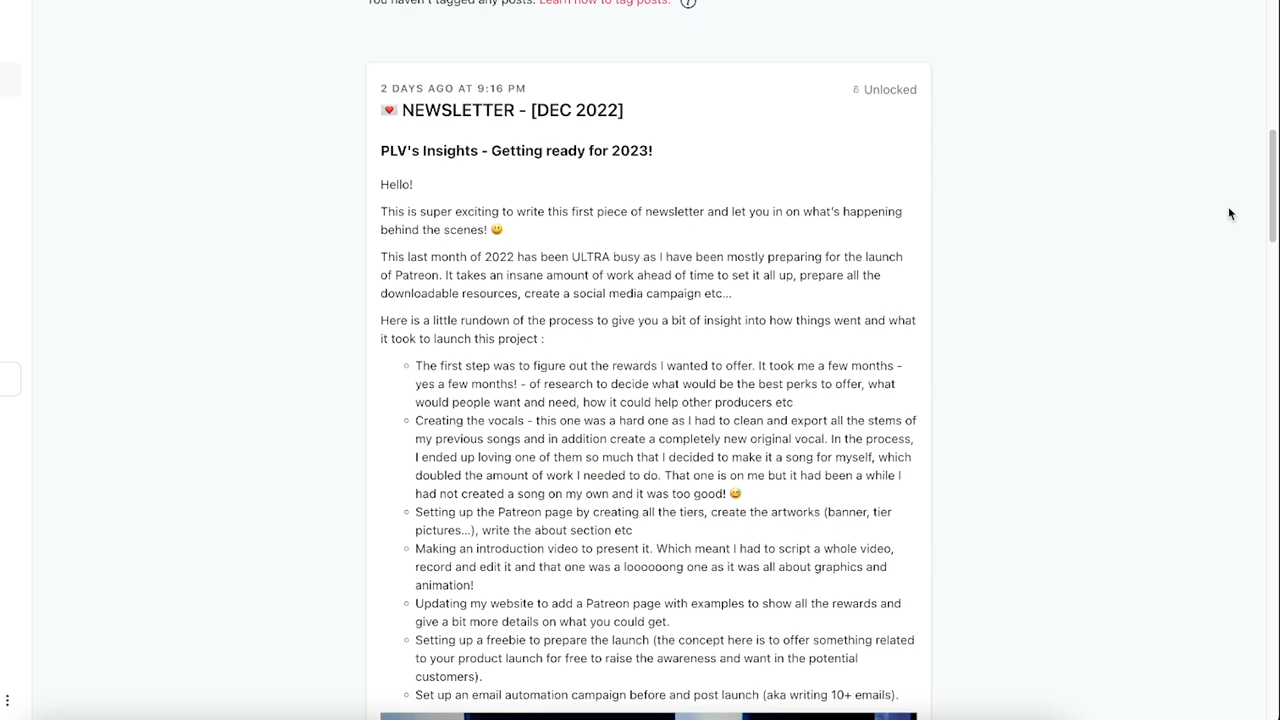 You haven't tagged any posts. Learn how to tag posts. ?
2 DAYS AGO AT 9:16 PM
Unlocked
💌 NEWSLETTER - [DEC 2022]
PLV's Insights - Getting ready for 2023!
Hello!
This is super exciting to write this first piece of newsletter and let you in on what's happening
behind the scenes! 😃
This last month of 2022 has been ULTRA busy as I have been mostly preparing for the launch
of Patreon. It takes an insane amount of work ahead of time to set it all up, prepare all the
downloadable resources, create a social media campaign etc...
Here is a little rundown of the process to give you a bit of insight into how things went and what
it took to launch this project :
◦ The first step was to figure out the rewards I wanted to offer. It took me a few months -
yes a few months! - of research to decide what would be the best perks to offer, what
would people want and need, how it could help other producers etc
◦ Creating the vocals - this one was a hard one as I had to clean and export all the stems of
my previous songs and in addition create a completely new original vocal. In the process,
I ended up loving one of them so much that I decided to make it a song for myself, which
doubled the amount of work I needed to do. That one is on me but it had been a while I
had not created a song on my own and it was too good! 😅
◦ Setting up the Patreon page by creating all the tiers, create the artworks (banner, tier
pictures...), write the about section etc
◦ Making an introduction video to present it. Which meant I had to script a whole video,
record and edit it and that one was a loooooong one as it was all about graphics and
animation!
◦ Updating my website to add a Patreon page with examples to show all the rewards and
give a bit more details on what you could get.
◦ Setting up a freebie to prepare the launch (the concept here is to offer something related
to your product launch for free to raise the awareness and want in the potential
customers).
◦ Set up an email automation campaign before and post launch (aka writing 10+ emails).